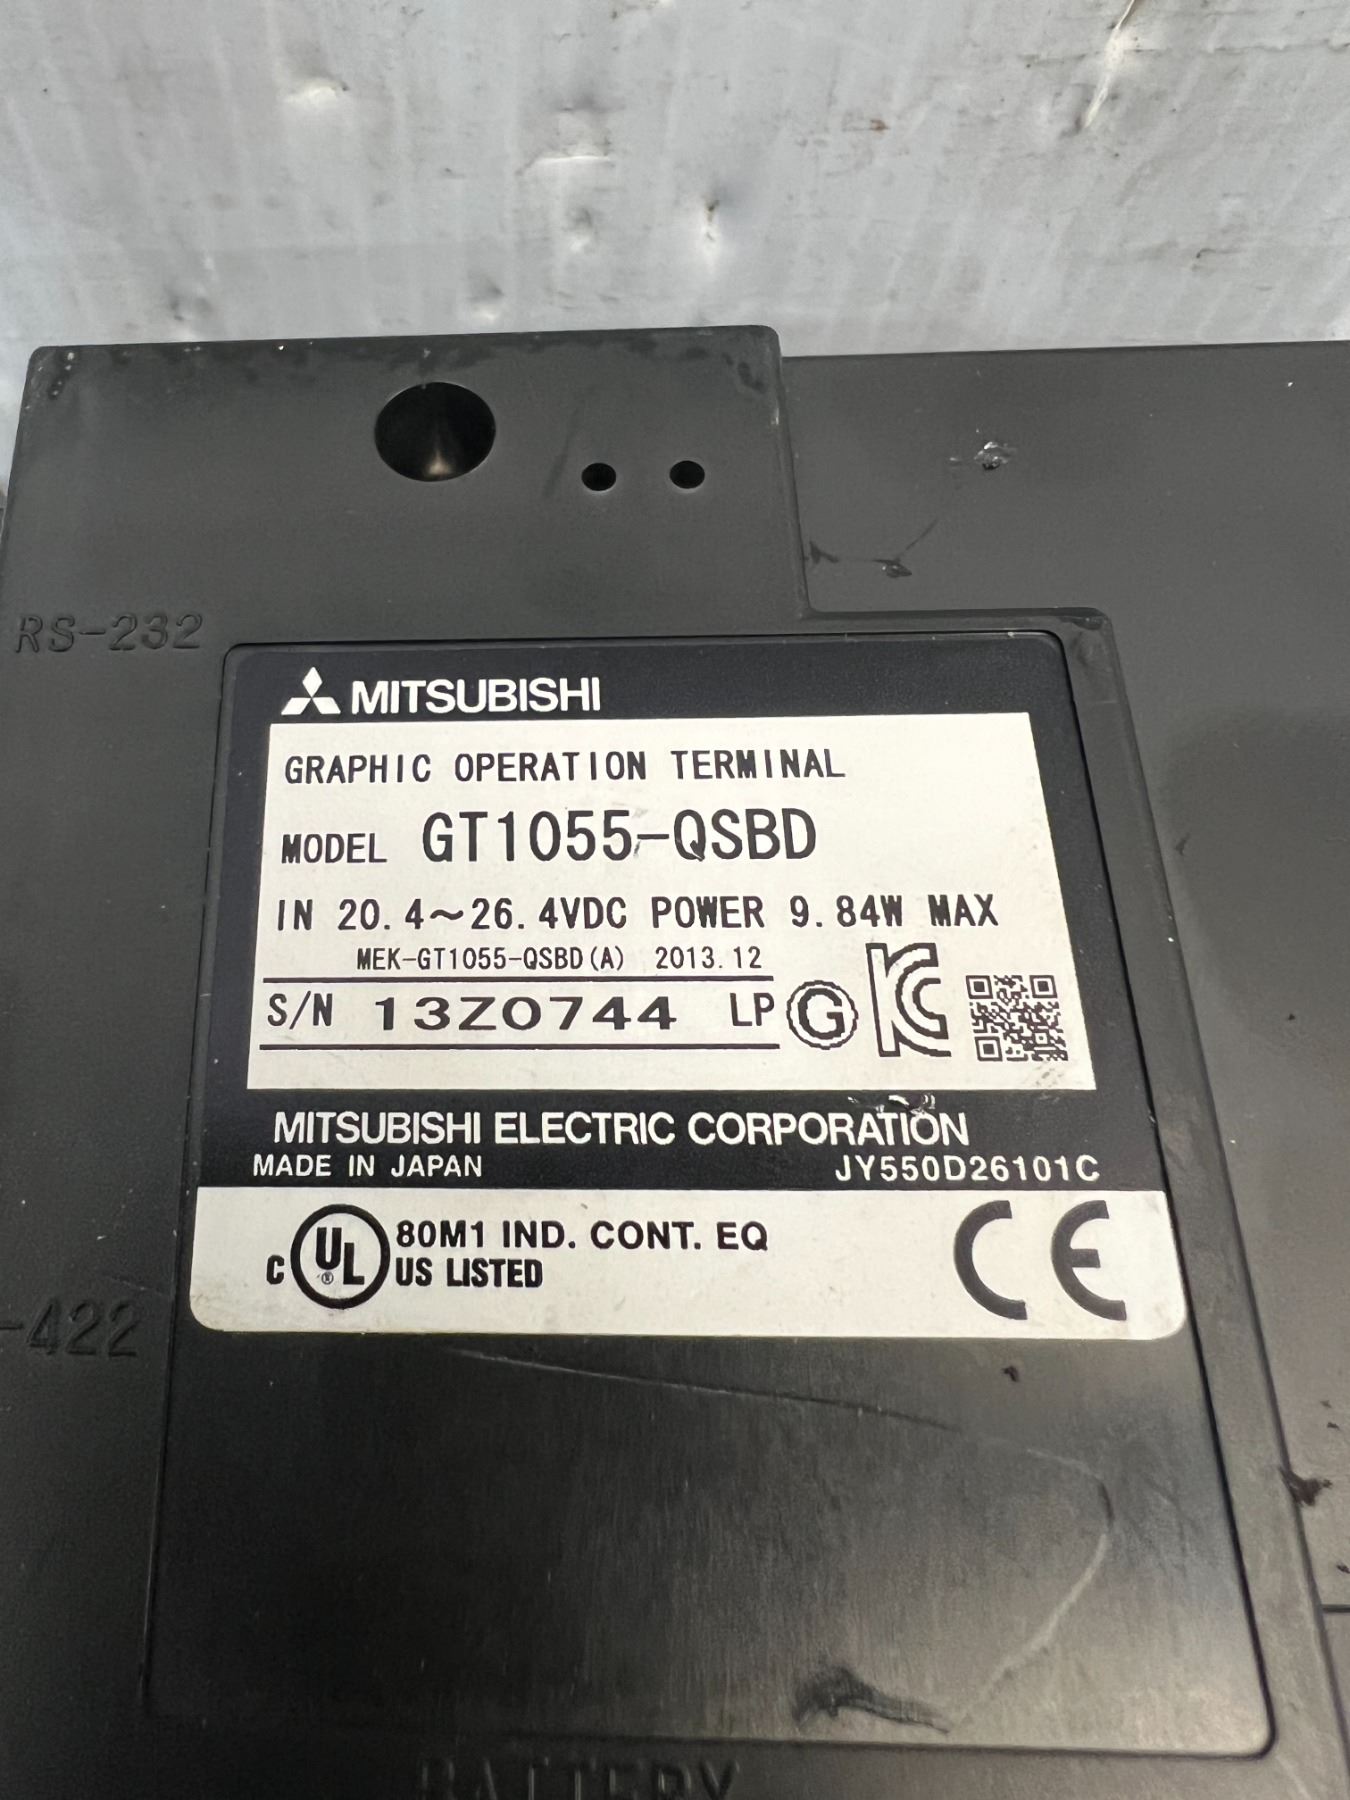 RS-232
MITSUBISHI
GRAPHIC OPERATION TERMINAL
MODEL GT1055-QSBD
IN 20.4~26.4VDC POWER 9.84W MAX
MEK-GT1055-QSBD(A) 2013.12
S/N 13Z0744 LP G KC
MITSUBISHI ELECTRIC CORPORATION
MADE IN JAPAN JY550D26101C
C UL ® 80M1 IND. CONT. EQ
US LISTED CE
-422
BATTERY